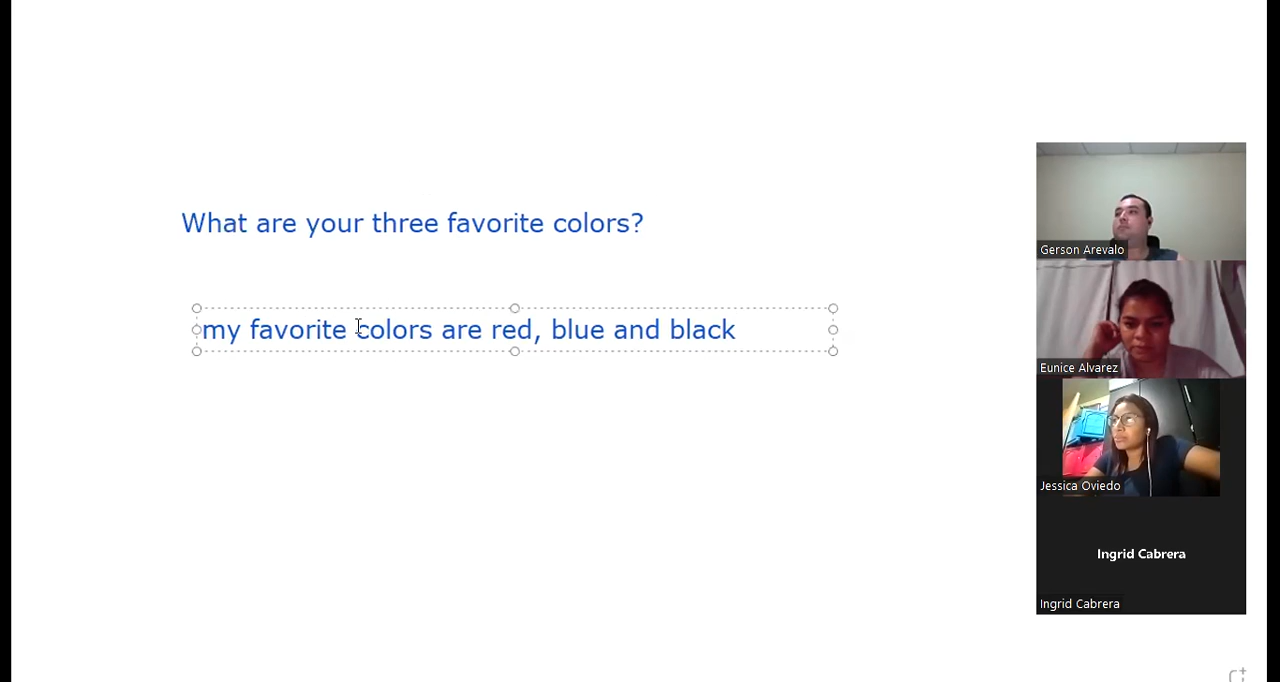 What are your three favorite colors?
my favorite colors are red, blue and black
Gerson Arevalo
Eunice Alvarez
Jessica Oviedo
Ingrid Cabrera
Ingrid Cabrera